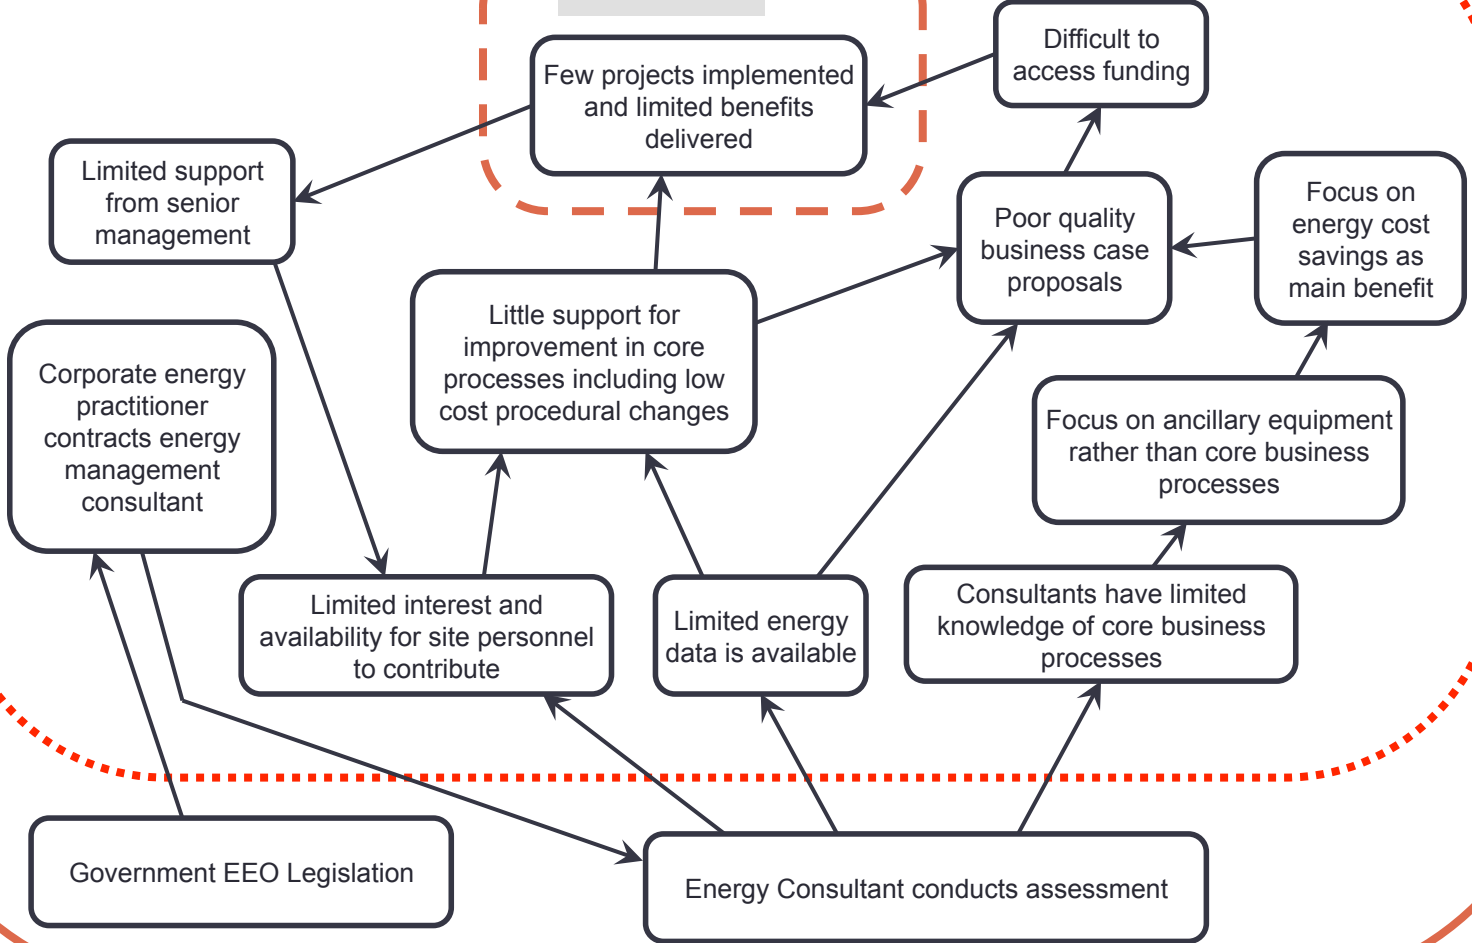 Difficult to
access funding
Few projects implemented
and limited benefits
delivered
Limited support
from senior
management
Poor quality
business case
proposals
Focus on
energy cost
savings as
main benefit
Little support for
improvement in core
processes including low
cost procedural changes
Corporate energy
practitioner
contracts energy
management
consultant
Focus on ancillary equipment
rather than core business
processes
Limited interest and
availability for site personnel
to contribute
Limited energy
data is available
Consultants have limited
knowledge of core business
processes
Government EEO Legislation
Energy Consultant conducts assessment